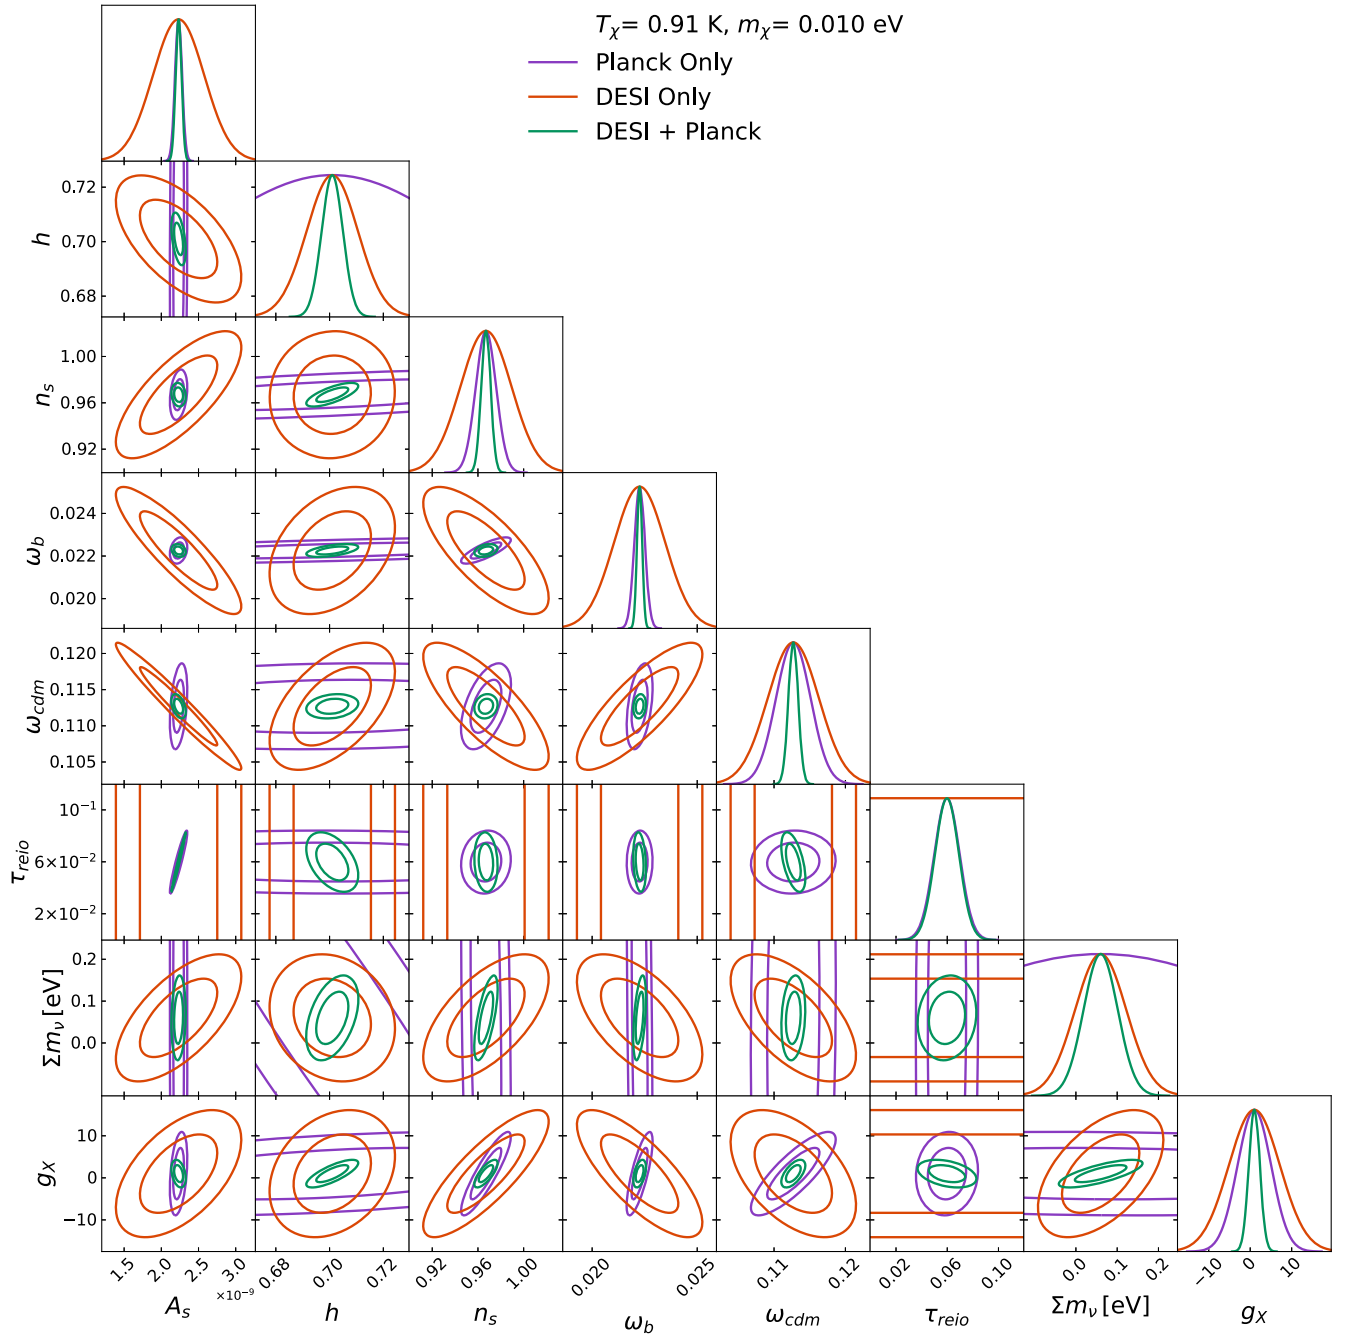 T_χ= 0.91 K, m_χ= 0.010 eV
Planck Only
DESI Only
DESI + Planck
h
0.72
0.70
0.68
n_s
1.00
0.96
0.92
ω_b
0.024
0.022
0.020
ω_cdm
0.120
0.115
0.110
0.105
τ_reio
10⁻¹
6×10⁻²
2×10⁻²
Σm_ν [eV]
0.2
0.1
0.0
g_X
10
0
−10
1.5 2.0 2.5 3.0
×10⁻⁹
A_s
0.68 0.70 0.72
h
0.92 0.96 1.00
n_s
0.020 0.025
ω_b
0.11 0.12
ω_cdm
0.02 0.06 0.10
τ_reio
0.0 0.1 0.2
Σm_ν [eV]
−10 0 10
g_X